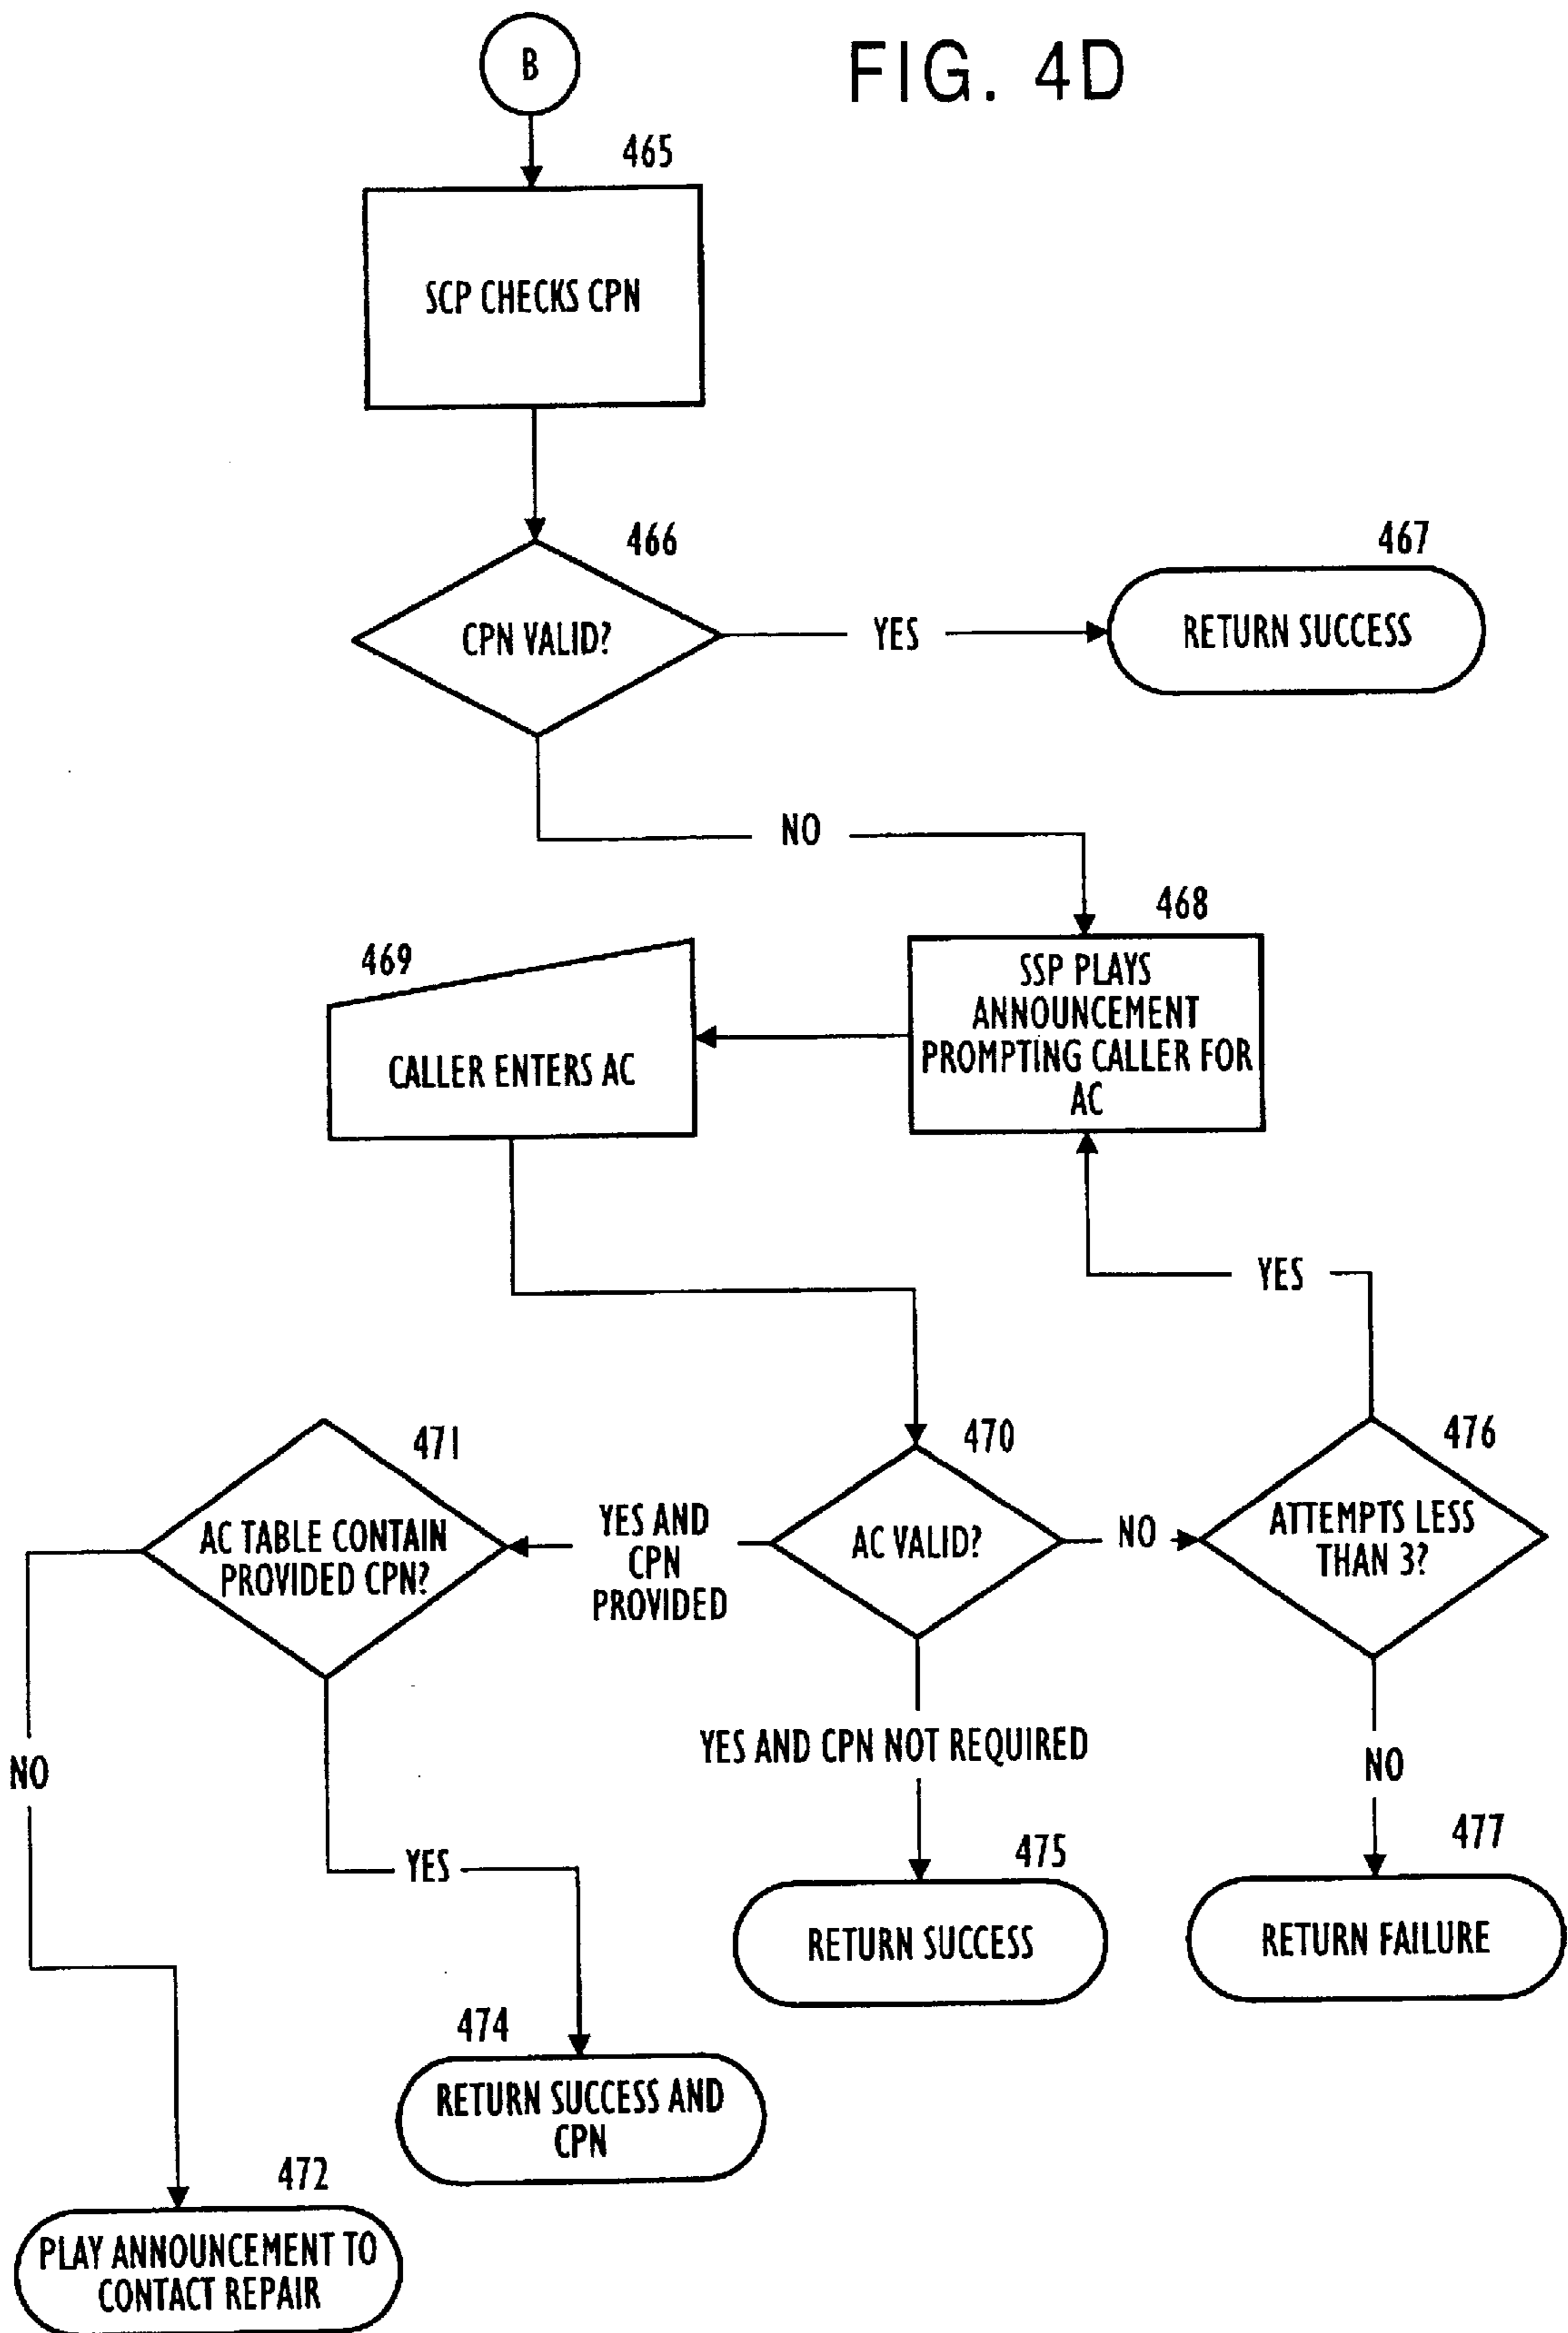 B
FIG. 4D
465
SCP CHECKS CPN
466
CPN VALID?
YES
467
RETURN SUCCESS
NO
468
SSP PLAYS
ANNOUNCEMENT
PROMPTING CALLER FOR
AC
469
CALLER ENTERS AC
YES
470
AC VALID?
471
AC TABLE CONTAIN
PROVIDED CPN?
YES AND
CPN
PROVIDED
NO
476
ATTEMPTS LESS
THAN 3?
YES AND CPN NOT REQUIRED
NO
NO
YES
475
RETURN SUCCESS
477
RETURN FAILURE
474
RETURN SUCCESS AND
CPN
472
PLAY ANNOUNCEMENT TO
CONTACT REPAIR